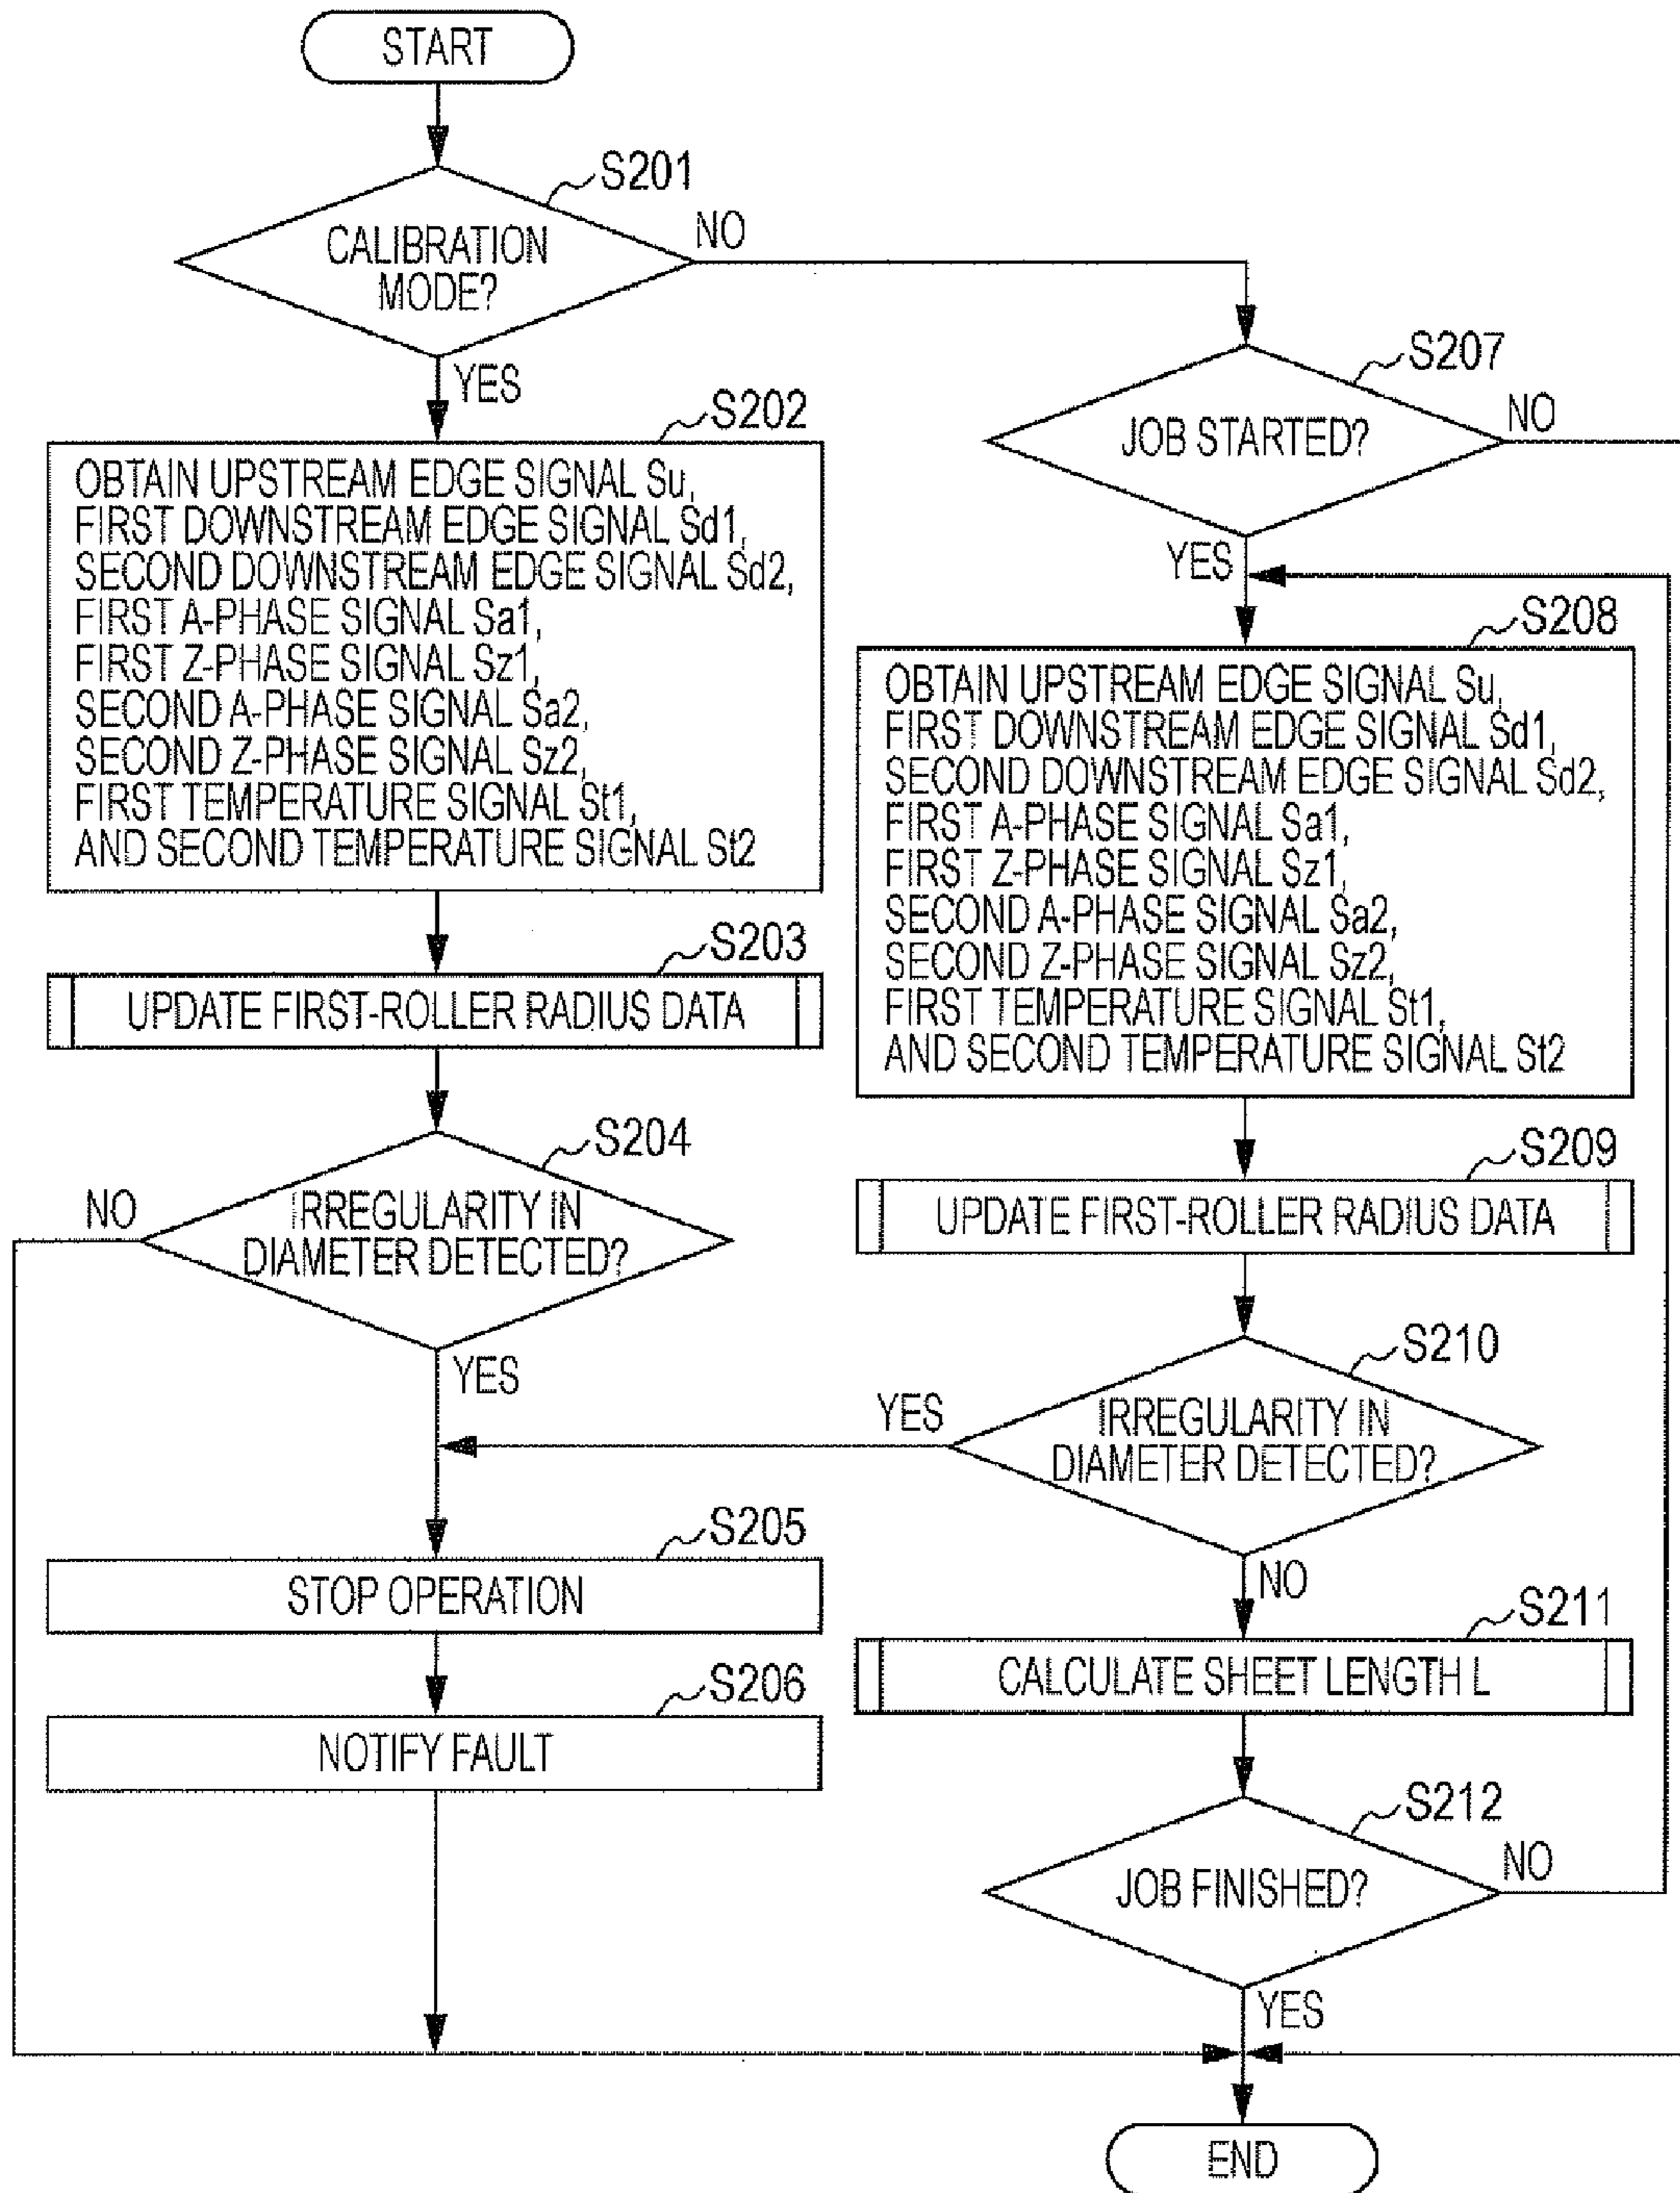 START
S201
CALIBRATION
MODE?
NO
YES
S202
OBTAIN UPSTREAM EDGE SIGNAL Su,
FIRST DOWNSTREAM EDGE SIGNAL Sd1,
SECOND DOWNSTREAM EDGE SIGNAL Sd2,
FIRST A-PHASE SIGNAL Sa1,
FIRST Z-PHASE SIGNAL Sz1,
SECOND A-PHASE SIGNAL Sa2,
SECOND Z-PHASE SIGNAL Sz2,
FIRST TEMPERATURE SIGNAL St1,
AND SECOND TEMPERATURE SIGNAL St2
S203
UPDATE FIRST-ROLLER RADIUS DATA
S204
IRREGULARITY IN
DIAMETER DETECTED?
NO
YES
S205
STOP OPERATION
S206
NOTIFY FAULT
S207
JOB STARTED?
NO
YES
S208
OBTAIN UPSTREAM EDGE SIGNAL Su,
FIRST DOWNSTREAM EDGE SIGNAL Sd1,
SECOND DOWNSTREAM EDGE SIGNAL Sd2,
FIRST A-PHASE SIGNAL Sa1,
FIRST Z-PHASE SIGNAL Sz1,
SECOND A-PHASE SIGNAL Sa2,
SECOND Z-PHASE SIGNAL Sz2,
FIRST TEMPERATURE SIGNAL St1,
AND SECOND TEMPERATURE SIGNAL St2
S209
UPDATE FIRST-ROLLER RADIUS DATA
S210
IRREGULARITY IN
DIAMETER DETECTED?
YES
NO
S211
CALCULATE SHEET LENGTH L
S212
JOB FINISHED?
NO
YES
END